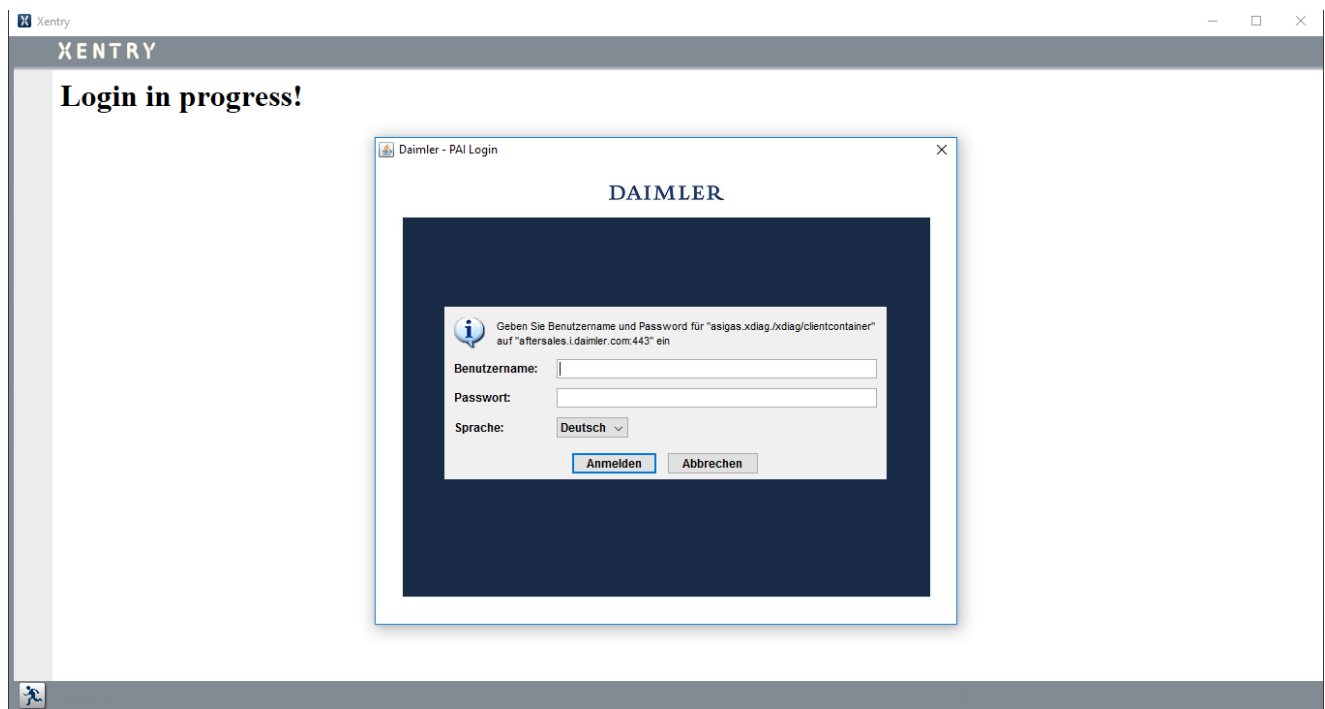 Xentry
XENTRY
Login in progress!
Daimler - PAI Login
DAIMLER
Geben Sie Benutzername und Password für "asigas.xdiag./xdiag/clientcontainer"
auf "aftersales.i.daimler.com:443" ein
Benutzername:
Passwort:
Sprache: Deutsch
Anmelden Abbrechen